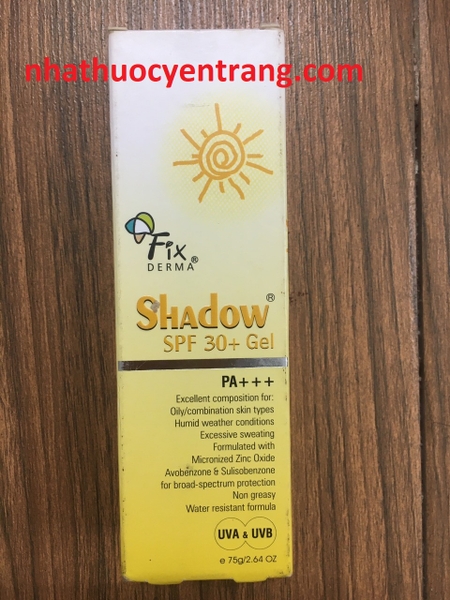 nhathuocyentrang.com
Fix®
DERMA
SHADOW®
SPF 30+ Gel
PA+++
Excellent composition for:
Oily/combination skin types
Humid weather conditions
Excessive sweating
Formulated with
Micronized Zinc Oxide
Avobenzone & Sulisobenzone
for broad-spectrum protection
Non greasy
Water resistant formula
UVA & UVB
e 75g/2.64 OZ